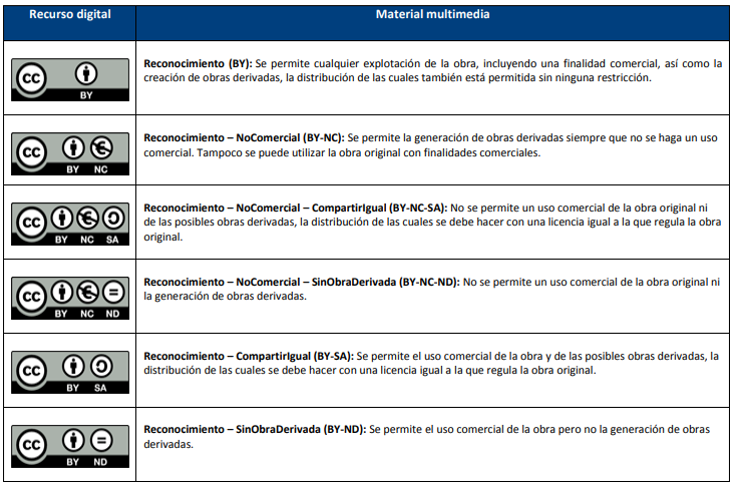 Recurso digital
Material multimedia
cc
BY
Reconocimiento (BY): Se permite cualquier explotación de la obra, incluyendo una finalidad comercial, así como la
creación de obras derivadas, la distribución de las cuales también está permitida sin ninguna restricción.
cc
BY NC
Reconocimiento – NoComercial (BY-NC): Se permite la generación de obras derivadas siempre que no se haga un uso
comercial. Tampoco se puede utilizar la obra original con finalidades comerciales.
cc
BY NC SA
Reconocimiento – NoComercial – CompartirIgual (BY-NC-SA): No se permite un uso comercial de la obra original ni
de las posibles obras derivadas, la distribución de las cuales se debe hacer con una licencia igual a la que regula la obra
original.
cc
BY NC ND
Reconocimiento – NoComercial – SinObraDerivada (BY-NC-ND): No se permite un uso comercial de la obra original ni
la generación de obras derivadas.
cc
BY SA
Reconocimiento – CompartirIgual (BY-SA): Se permite el uso comercial de la obra y de las posibles obras derivadas, la
distribución de las cuales se debe hacer con una licencia igual a la que regula la obra original.
cc
BY ND
Reconocimiento – SinObraDerivada (BY-ND): Se permite el uso comercial de la obra pero no la generación de obras
derivadas.